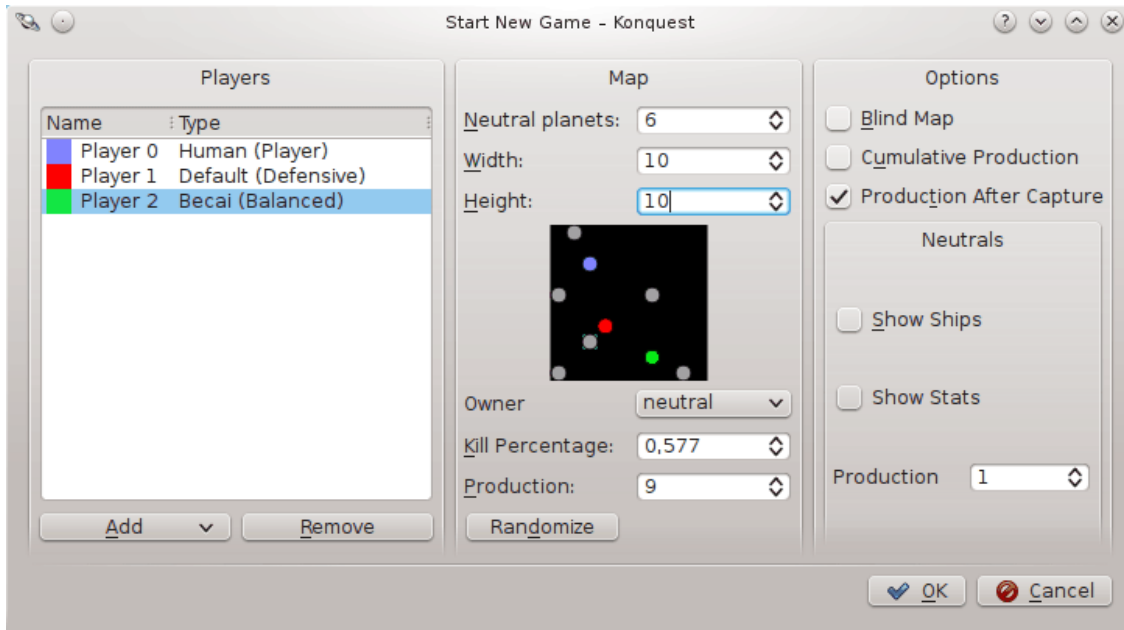 Start New Game – Konquest
Players
Name Type
Player 0 Human (Player)
Player 1 Default (Defensive)
Player 2 Becai (Balanced)
Add
Remove
Map
Neutral planets: 6
Width: 10
Height: 10
Owner neutral
Kill Percentage: 0,577
Production: 9
Randomize
Options
Blind Map
Cumulative Production
Production After Capture
Neutrals
Show Ships
Show Stats
Production 1
OK
Cancel